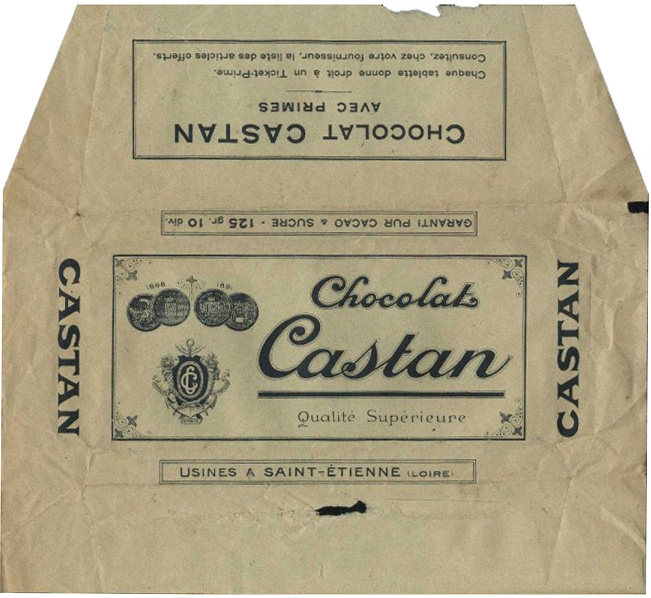 CHOCOLAT CASTAN
AVEC PRIMES
Chaque tablette donne droit à un Ticket-Prime.
Consultez, chez votre fournisseur, la liste des articles offerts.
GARANTI PUR CACAO & SUCRE - 125 gr. 10 div.
CASTAN
Chocolat
Castan
Qualité Supérieure
CASTAN
USINES A SAINT-ÉTIENNE (LOIRE)